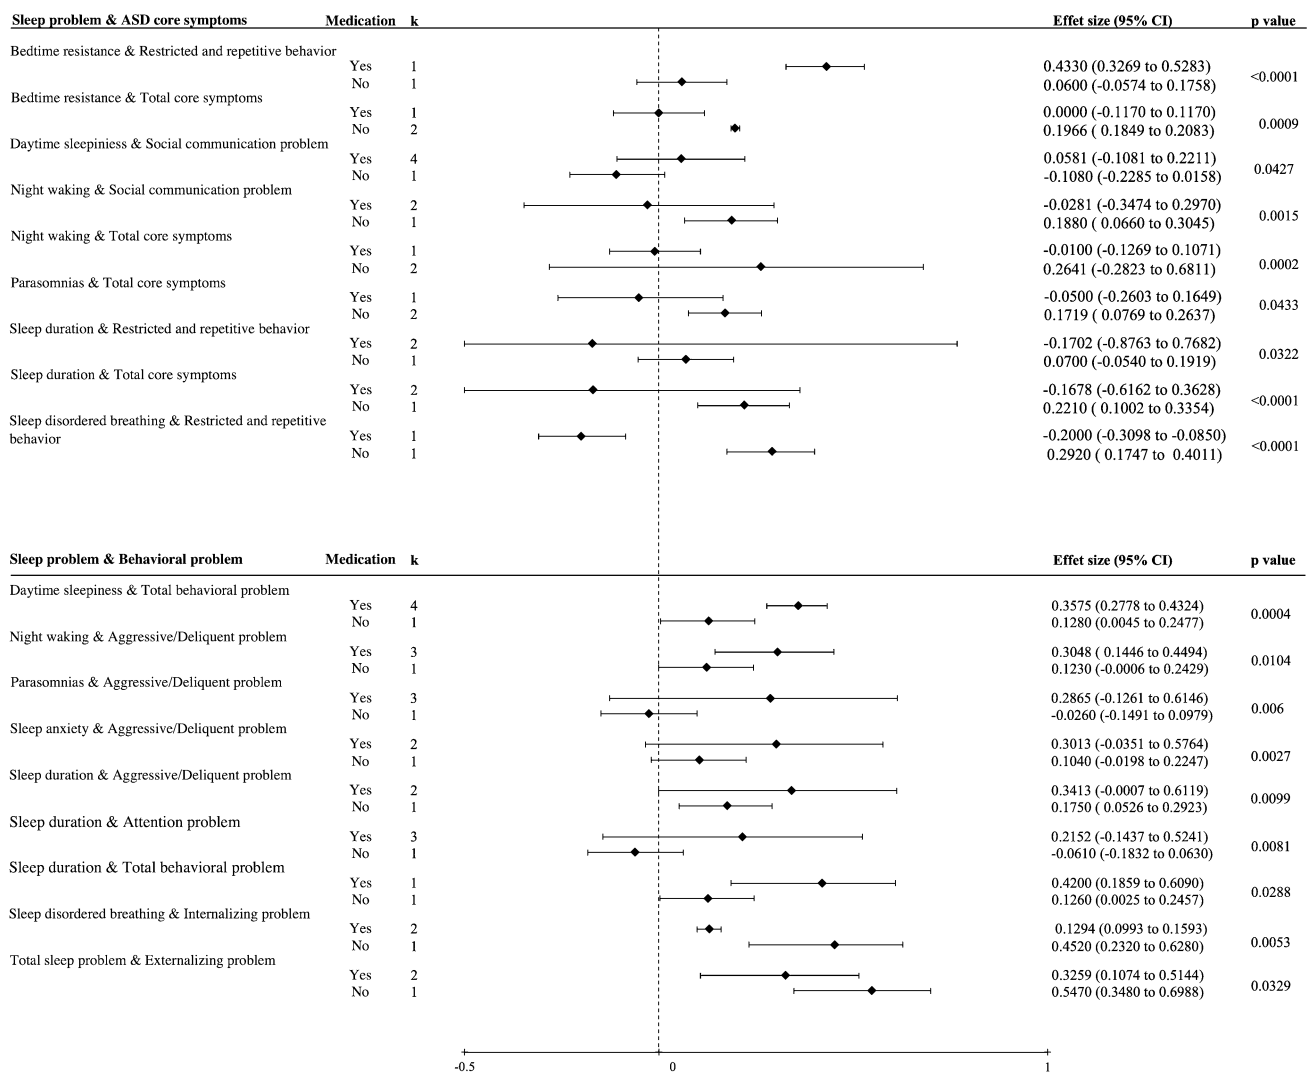 Sleep problem & ASD core symptoms Medication k Effet size (95% CI) p value
Bedtime resistance & Restricted and repetitive behavior
Yes 1 0.4330 (0.3269 to 0.5283)
No 1 0.0600 (-0.0574 to 0.1758) <0.0001
Bedtime resistance & Total core symptoms
Yes 1 0.0000 (-0.1170 to 0.1170)
No 2 0.1966 ( 0.1849 to 0.2083) 0.0009
Daytime sleepiniess & Social communication problem
Yes 4 0.0581 (-0.1081 to 0.2211)
No 1 -0.1080 (-0.2285 to 0.0158) 0.0427
Night waking & Social communication problem
Yes 2 -0.0281 (-0.3474 to 0.2970)
No 1 0.1880 ( 0.0660 to 0.3045) 0.0015
Night waking & Total core symptoms
Yes 1 -0.0100 (-0.1269 to 0.1071)
No 2 0.2641 (-0.2823 to 0.6811) 0.0002
Parasomnias & Total core symptoms
Yes 1 -0.0500 (-0.2603 to 0.1649)
No 2 0.1719 ( 0.0769 to 0.2637) 0.0433
Sleep duration & Restricted and repetitive behavior
Yes 2 -0.1702 (-0.8763 to 0.7682)
No 1 0.0700 (-0.0540 to 0.1919) 0.0322
Sleep duration & Total core symptoms
Yes 2 -0.1678 (-0.6162 to 0.3628)
No 1 0.2210 ( 0.1002 to 0.3354) <0.0001
Sleep disordered breathing & Restricted and repetitive
behavior
Yes 1 -0.2000 (-0.3098 to -0.0850)
No 1 0.2920 ( 0.1747 to 0.4011) <0.0001
Sleep problem & Behavioral problem Medication k Effet size (95% CI) p value
Daytime sleepiness & Total behavioral problem
Yes 4 0.3575 (0.2778 to 0.4324)
No 1 0.1280 (0.0045 to 0.2477) 0.0004
Night waking & Aggressive/Deliquent problem
Yes 3 0.3048 ( 0.1446 to 0.4494)
No 1 0.1230 (-0.0006 to 0.2429) 0.0104
Parasomnias & Aggressive/Deliquent problem
Yes 3 0.2865 (-0.1261 to 0.6146)
No 1 -0.0260 (-0.1491 to 0.0979) 0.006
Sleep anxiety & Aggressive/Deliquent problem
Yes 2 0.3013 (-0.0351 to 0.5764)
No 1 0.1040 (-0.0198 to 0.2247) 0.0027
Sleep duration & Aggressive/Deliquent problem
Yes 2 0.3413 (-0.0007 to 0.6119)
No 1 0.1750 ( 0.0526 to 0.2923) 0.0099
Sleep duration & Attention problem
Yes 3 0.2152 (-0.1437 to 0.5241)
No 1 -0.0610 (-0.1832 to 0.0630) 0.0081
Sleep duration & Total behavioral problem
Yes 1 0.4200 (0.1859 to 0.6090)
No 1 0.1260 (0.0025 to 0.2457) 0.0288
Sleep disordered breathing & Internalizing problem
Yes 2 0.1294 (0.0993 to 0.1593)
No 1 0.4520 (0.2320 to 0.6280) 0.0053
Total sleep problem & Externalizing problem
Yes 2 0.3259 (0.1074 to 0.5144)
No 1 0.5470 (0.3480 to 0.6988) 0.0329
-0.5 0 1